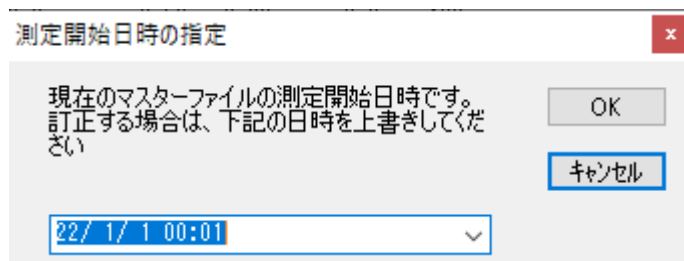 測定開始日時の指定
現在のマスターファイルの測定開始日時です。
訂正する場合は、下記の日時を上書きしてくだ
さい
OK
キャンセル
22/ 1/ 1 00:01